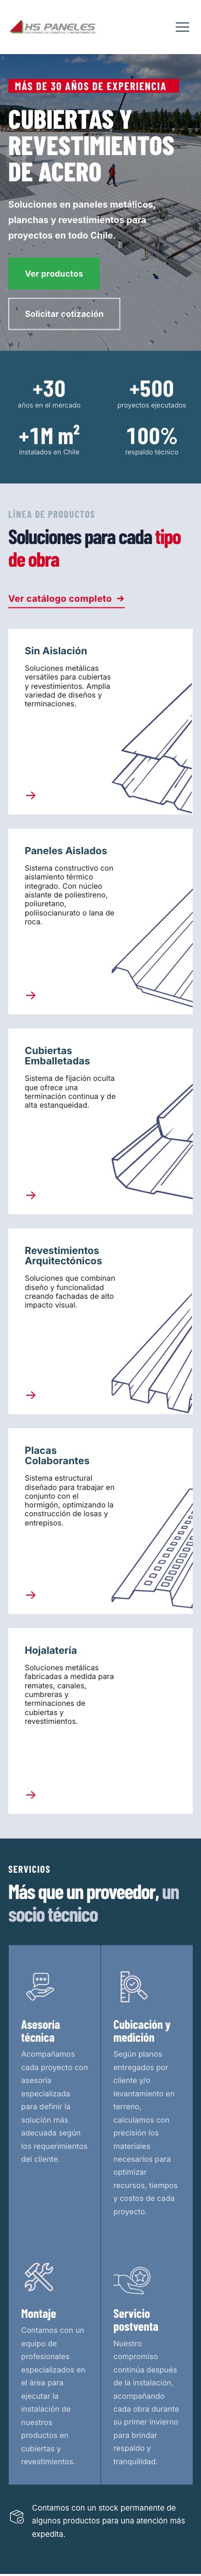 HS PANELES
MÁS DE 30 AÑOS DE EXPERIENCIA
CUBIERTAS Y
REVESTIMIENTOS
DE ACERO
Soluciones en paneles metálicos,
planchas y revestimientos para
proyectos en todo Chile.
Ver productos
Solicitar cotización
+30
años en el mercado
+500
proyectos ejecutados
+1M m²
instalados en Chile
100%
respaldo técnico
LÍNEA DE PRODUCTOS
Soluciones para cada tipo
de obra
Ver catálogo completo →
Sin Aislación
Soluciones metálicas
versátiles para cubiertas
y revestimientos. Amplia
variedad de diseños y
terminaciones.
→
Paneles Aislados
Sistema constructivo con
aislamiento térmico
integrado. Con núcleo
aislante de poliestireno,
poliuretano,
poliisocianurato o lana de
roca.
→
Cubiertas
Emballetadas
Sistema de fijación oculta
que ofrece una
terminación continua y de
alta estanqueidad.
→
Revestimientos
Arquitectónicos
Soluciones que combinan
diseño y funcionalidad
creando fachadas de alto
impacto visual.
→
Placas
Colaborantes
Sistema estructural
diseñado para trabajar en
conjunto con el
hormigón, optimizando la
construcción de losas y
entrepisos.
→
Hojalatería
Soluciones metálicas
fabricadas a medida para
remates, canales,
cumbreras y
terminaciones de
cubiertas y
revestimientos.
→
SERVICIOS
Más que un proveedor, un
socio técnico
Asesoría
técnica
Acompañamos
cada proyecto con
asesoría
especializada
para definir la
solución más
adecuada según
los requerimientos
del cliente.
Cubicación y
medición
Según planos
entregados por
cliente y/o
levantamiento en
terreno,
calculamos con
precisión los
materiales
necesarios para
optimizar
recursos, tiempos
y costos de cada
proyecto.
Montaje
Contamos con un
equipo de
profesionales
especializados en
el área para
ejecutar la
instalación de
nuestros
productos en
cubiertas y
revestimientos.
Servicio
postventa
Nuestro
compromiso
continúa después
de la instalación,
acompañando
cada obra durante
su primer invierno
para brindar
respaldo y
tranquilidad.
Contamos con un stock permanente de
algunos productos para una atención más
expedita.